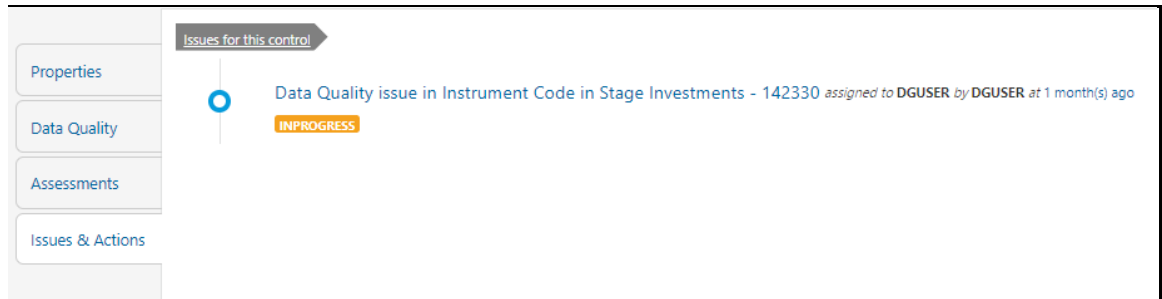 Issues for this control
Properties
Data Quality issue in Instrument Code in Stage Investments - 142330 assigned to DGUSER by DGUSER at 1 month(s) ago
INPROGRESS
Data Quality
Assessments
Issues & Actions